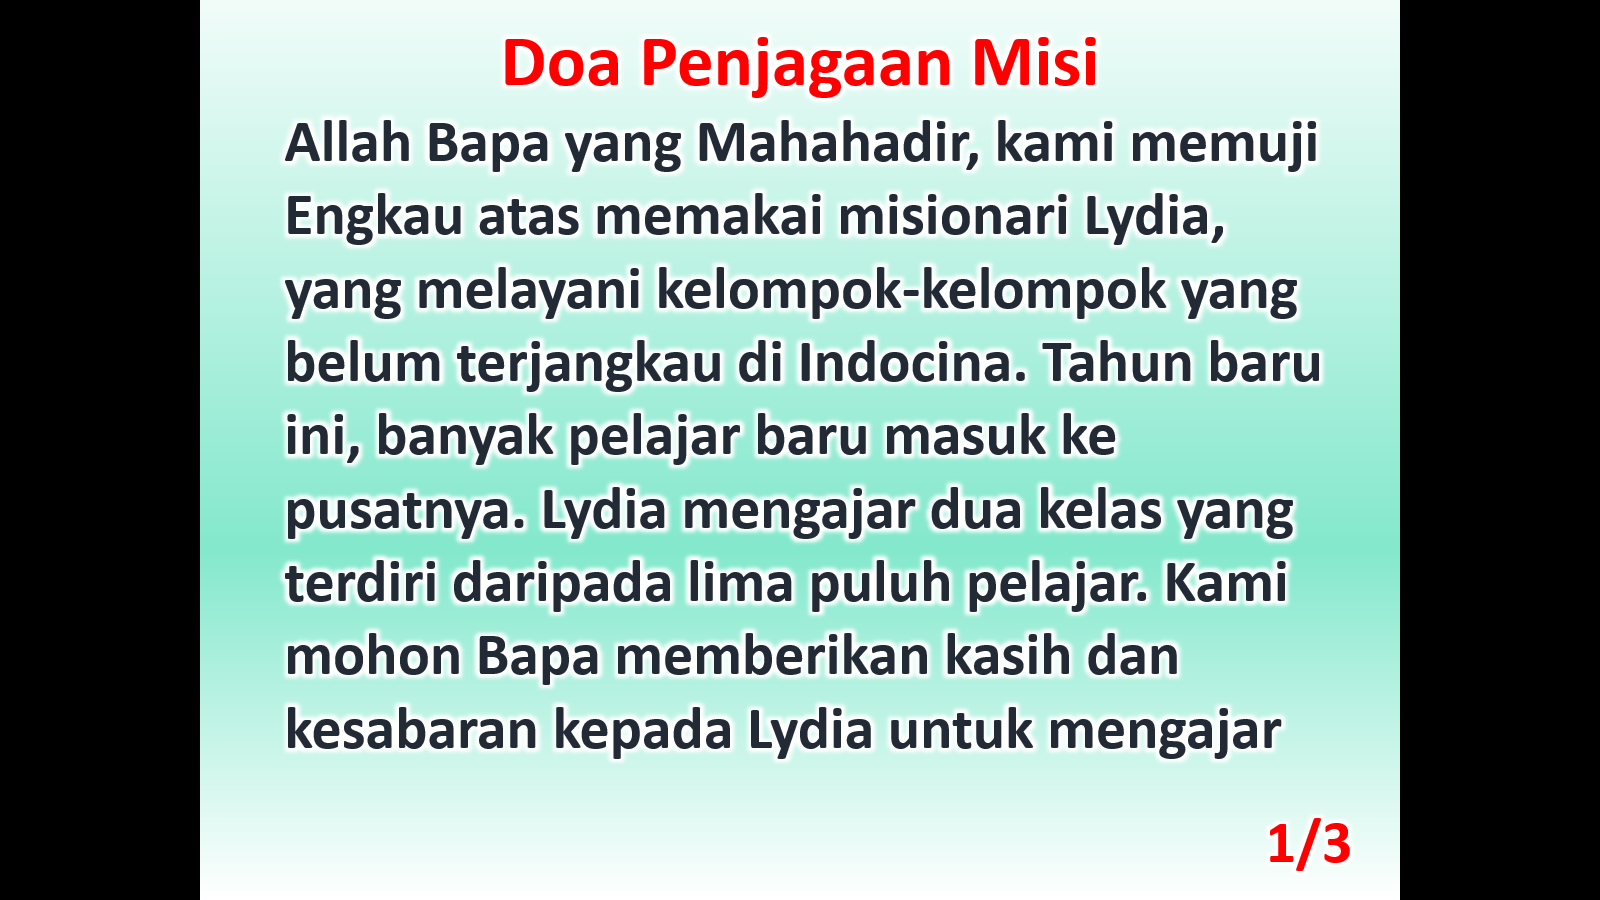 Doa Penjagaan Misi
Allah Bapa yang Mahahadir, kami memuji
Engkau atas memakai misionari Lydia,
yang melayani kelompok-kelompok yang
belum terjangkau di Indocina. Tahun baru
ini, banyak pelajar baru masuk ke
pusatnya. Lydia mengajar dua kelas yang
terdiri daripada lima puluh pelajar. Kami
mohon Bapa memberikan kasih dan
kesabaran kepada Lydia untuk mengajar
1/3